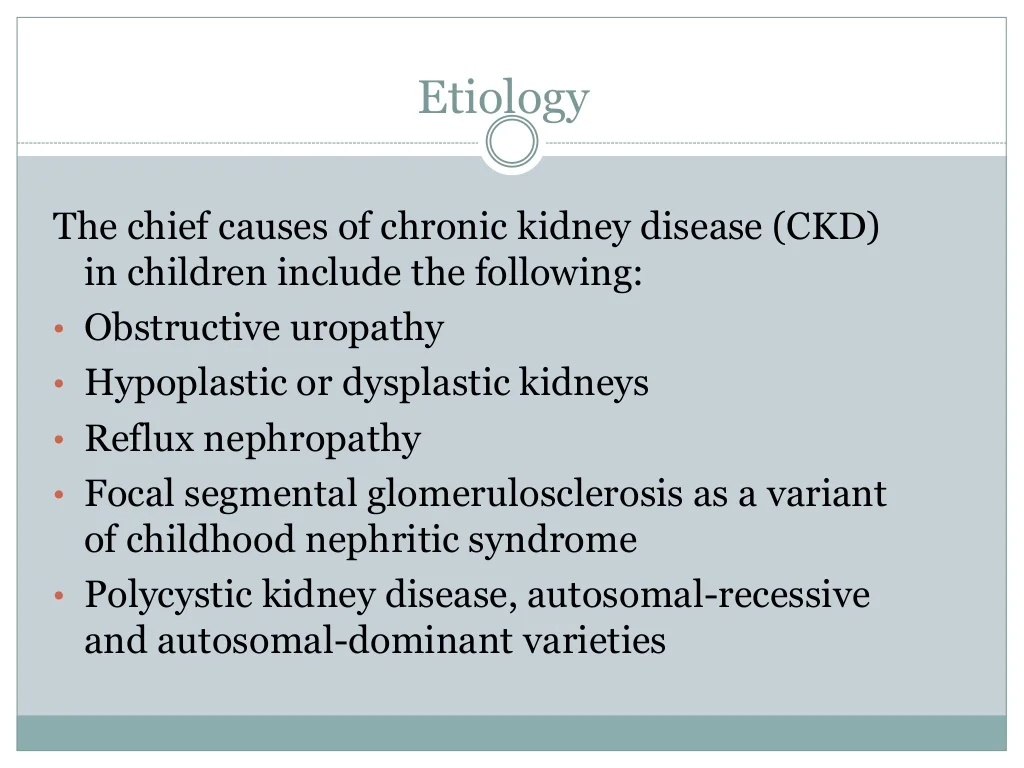 Etiology
The chief causes of chronic kidney disease (CKD)
in children include the following:
• Obstructive uropathy
• Hypoplastic or dysplastic kidneys
• Reflux nephropathy
• Focal segmental glomerulosclerosis as a variant
of childhood nephritic syndrome
• Polycystic kidney disease, autosomal-recessive
and autosomal-dominant varieties